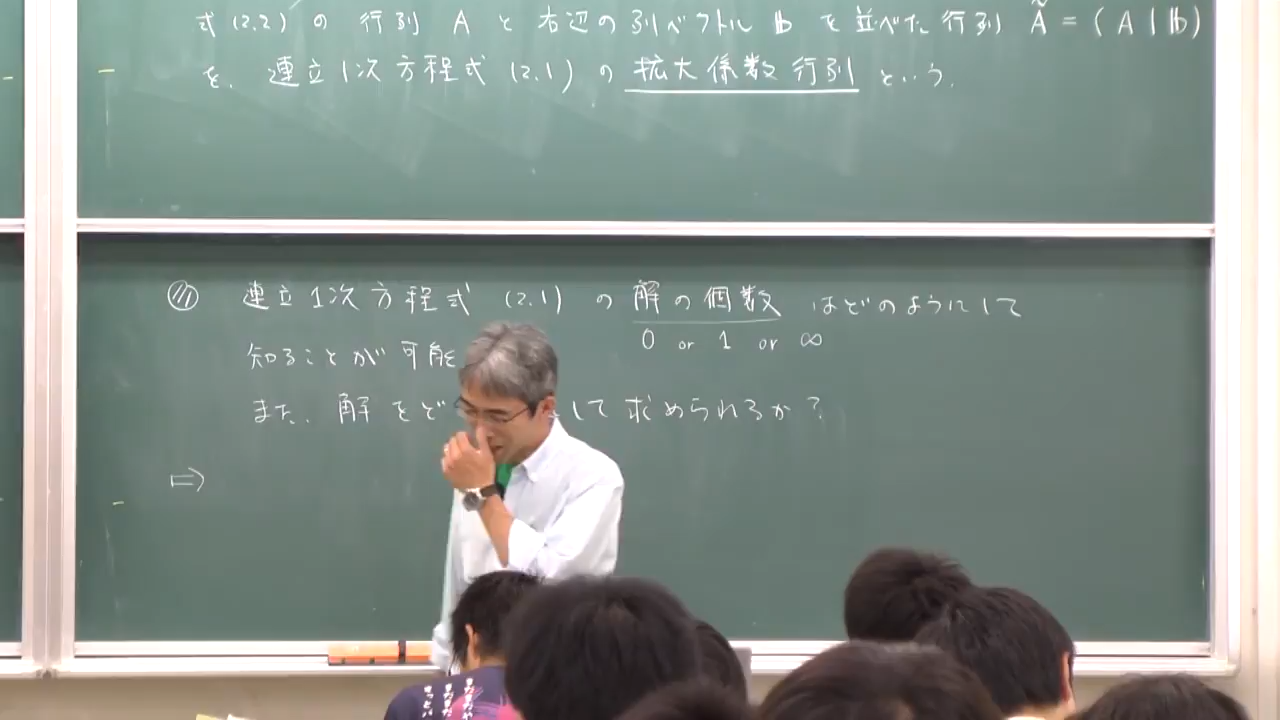 式 (2.2) の 行列 A と 右辺の 列ベクトル 𝕓 を 並べた 行列 Ã = ( A | 𝕓 )
を、連立1次方程式 (2.1) の 拡大係数行列 という.
連立1次方程式 (2.1) の 解の個数 はどのようにして
0 or 1 or ∞
知ることが 可能
また、解をど して 求められるか?
⇒